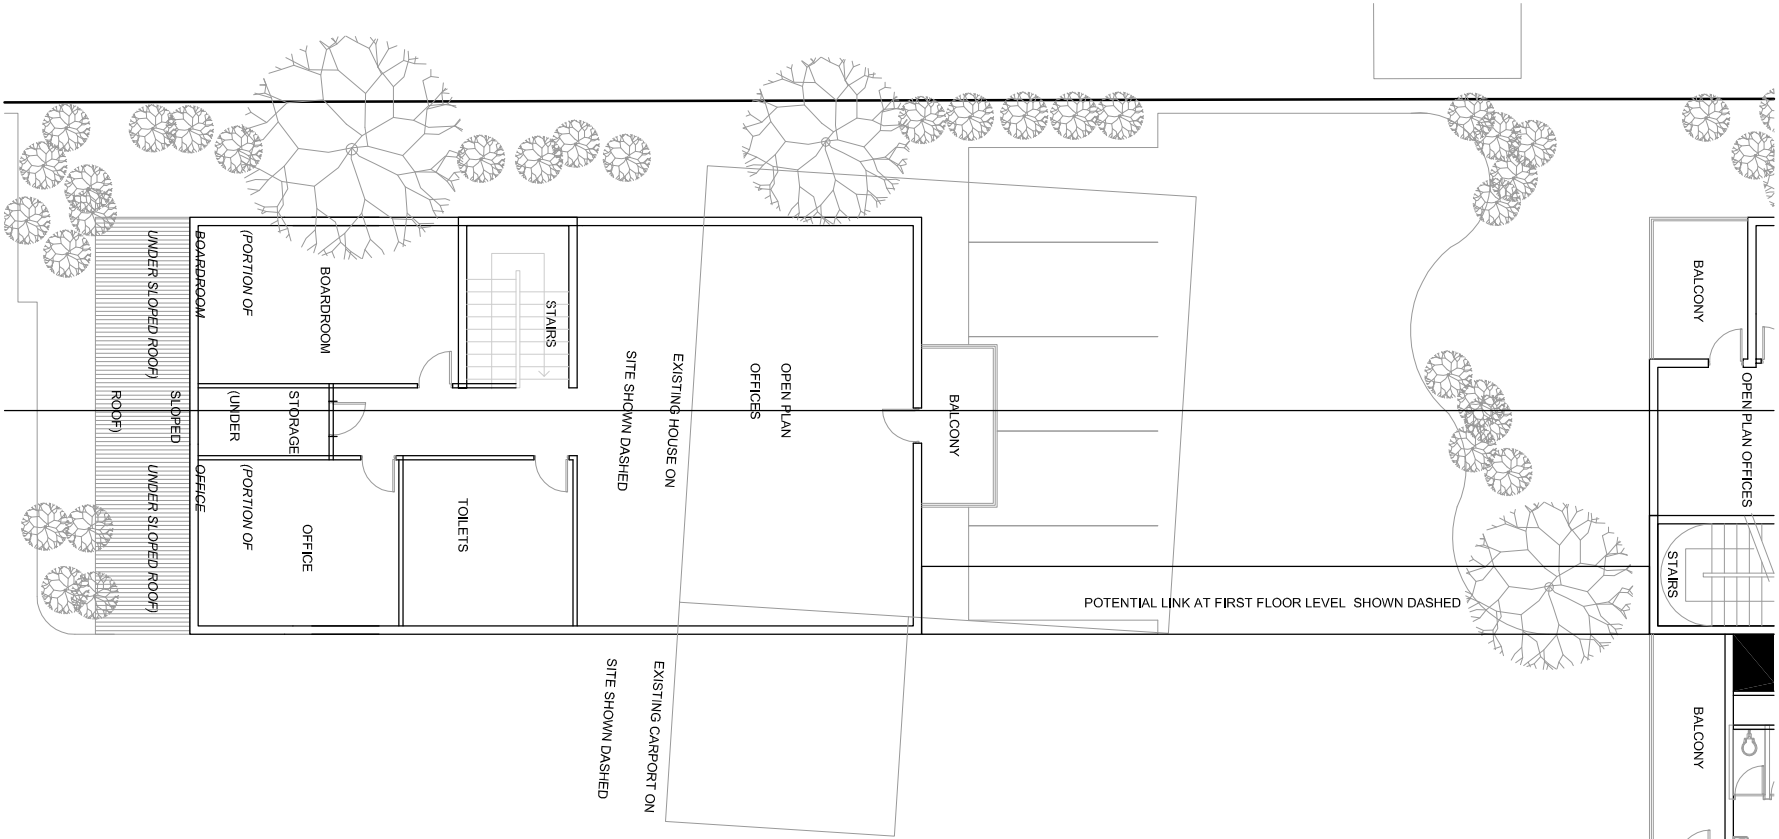 (PORTION OF
BOARDROOM
UNDER SLOPED ROOF)
BOARDROOM
STAIRS
STORAGE
(UNDER
SLOPED
ROOF)
(PORTION OF
OFFICE
UNDER SLOPED ROOF)
OFFICE
TOILETS
EXISTING HOUSE ON
SITE SHOWN DASHED
OPEN PLAN
OFFICES
BALCONY
EXISTING CARPORT ON
SITE SHOWN DASHED
POTENTIAL LINK AT FIRST FLOOR LEVEL SHOWN DASHED
BALCONY
OPEN PLAN OFFICES
STAIRS
BALCONY